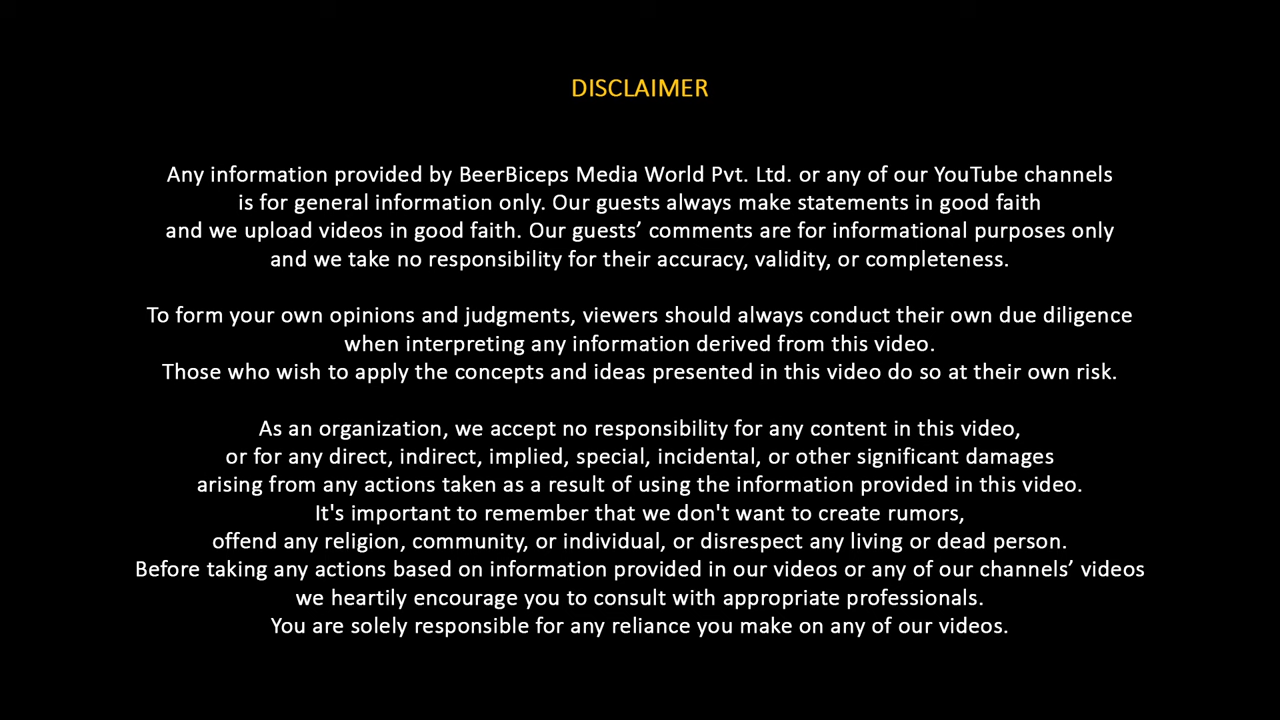 DISCLAIMER
Any information provided by BeerBiceps Media World Pvt. Ltd. or any of our YouTube channels
is for general information only. Our guests always make statements in good faith
and we upload videos in good faith. Our guests’ comments are for informational purposes only
and we take no responsibility for their accuracy, validity, or completeness.
To form your own opinions and judgments, viewers should always conduct their own due diligence
when interpreting any information derived from this video.
Those who wish to apply the concepts and ideas presented in this video do so at their own risk.
As an organization, we accept no responsibility for any content in this video,
or for any direct, indirect, implied, special, incidental, or other significant damages
arising from any actions taken as a result of using the information provided in this video.
It's important to remember that we don't want to create rumors,
offend any religion, community, or individual, or disrespect any living or dead person.
Before taking any actions based on information provided in our videos or any of our channels’ videos
we heartily encourage you to consult with appropriate professionals.
You are solely responsible for any reliance you make on any of our videos.